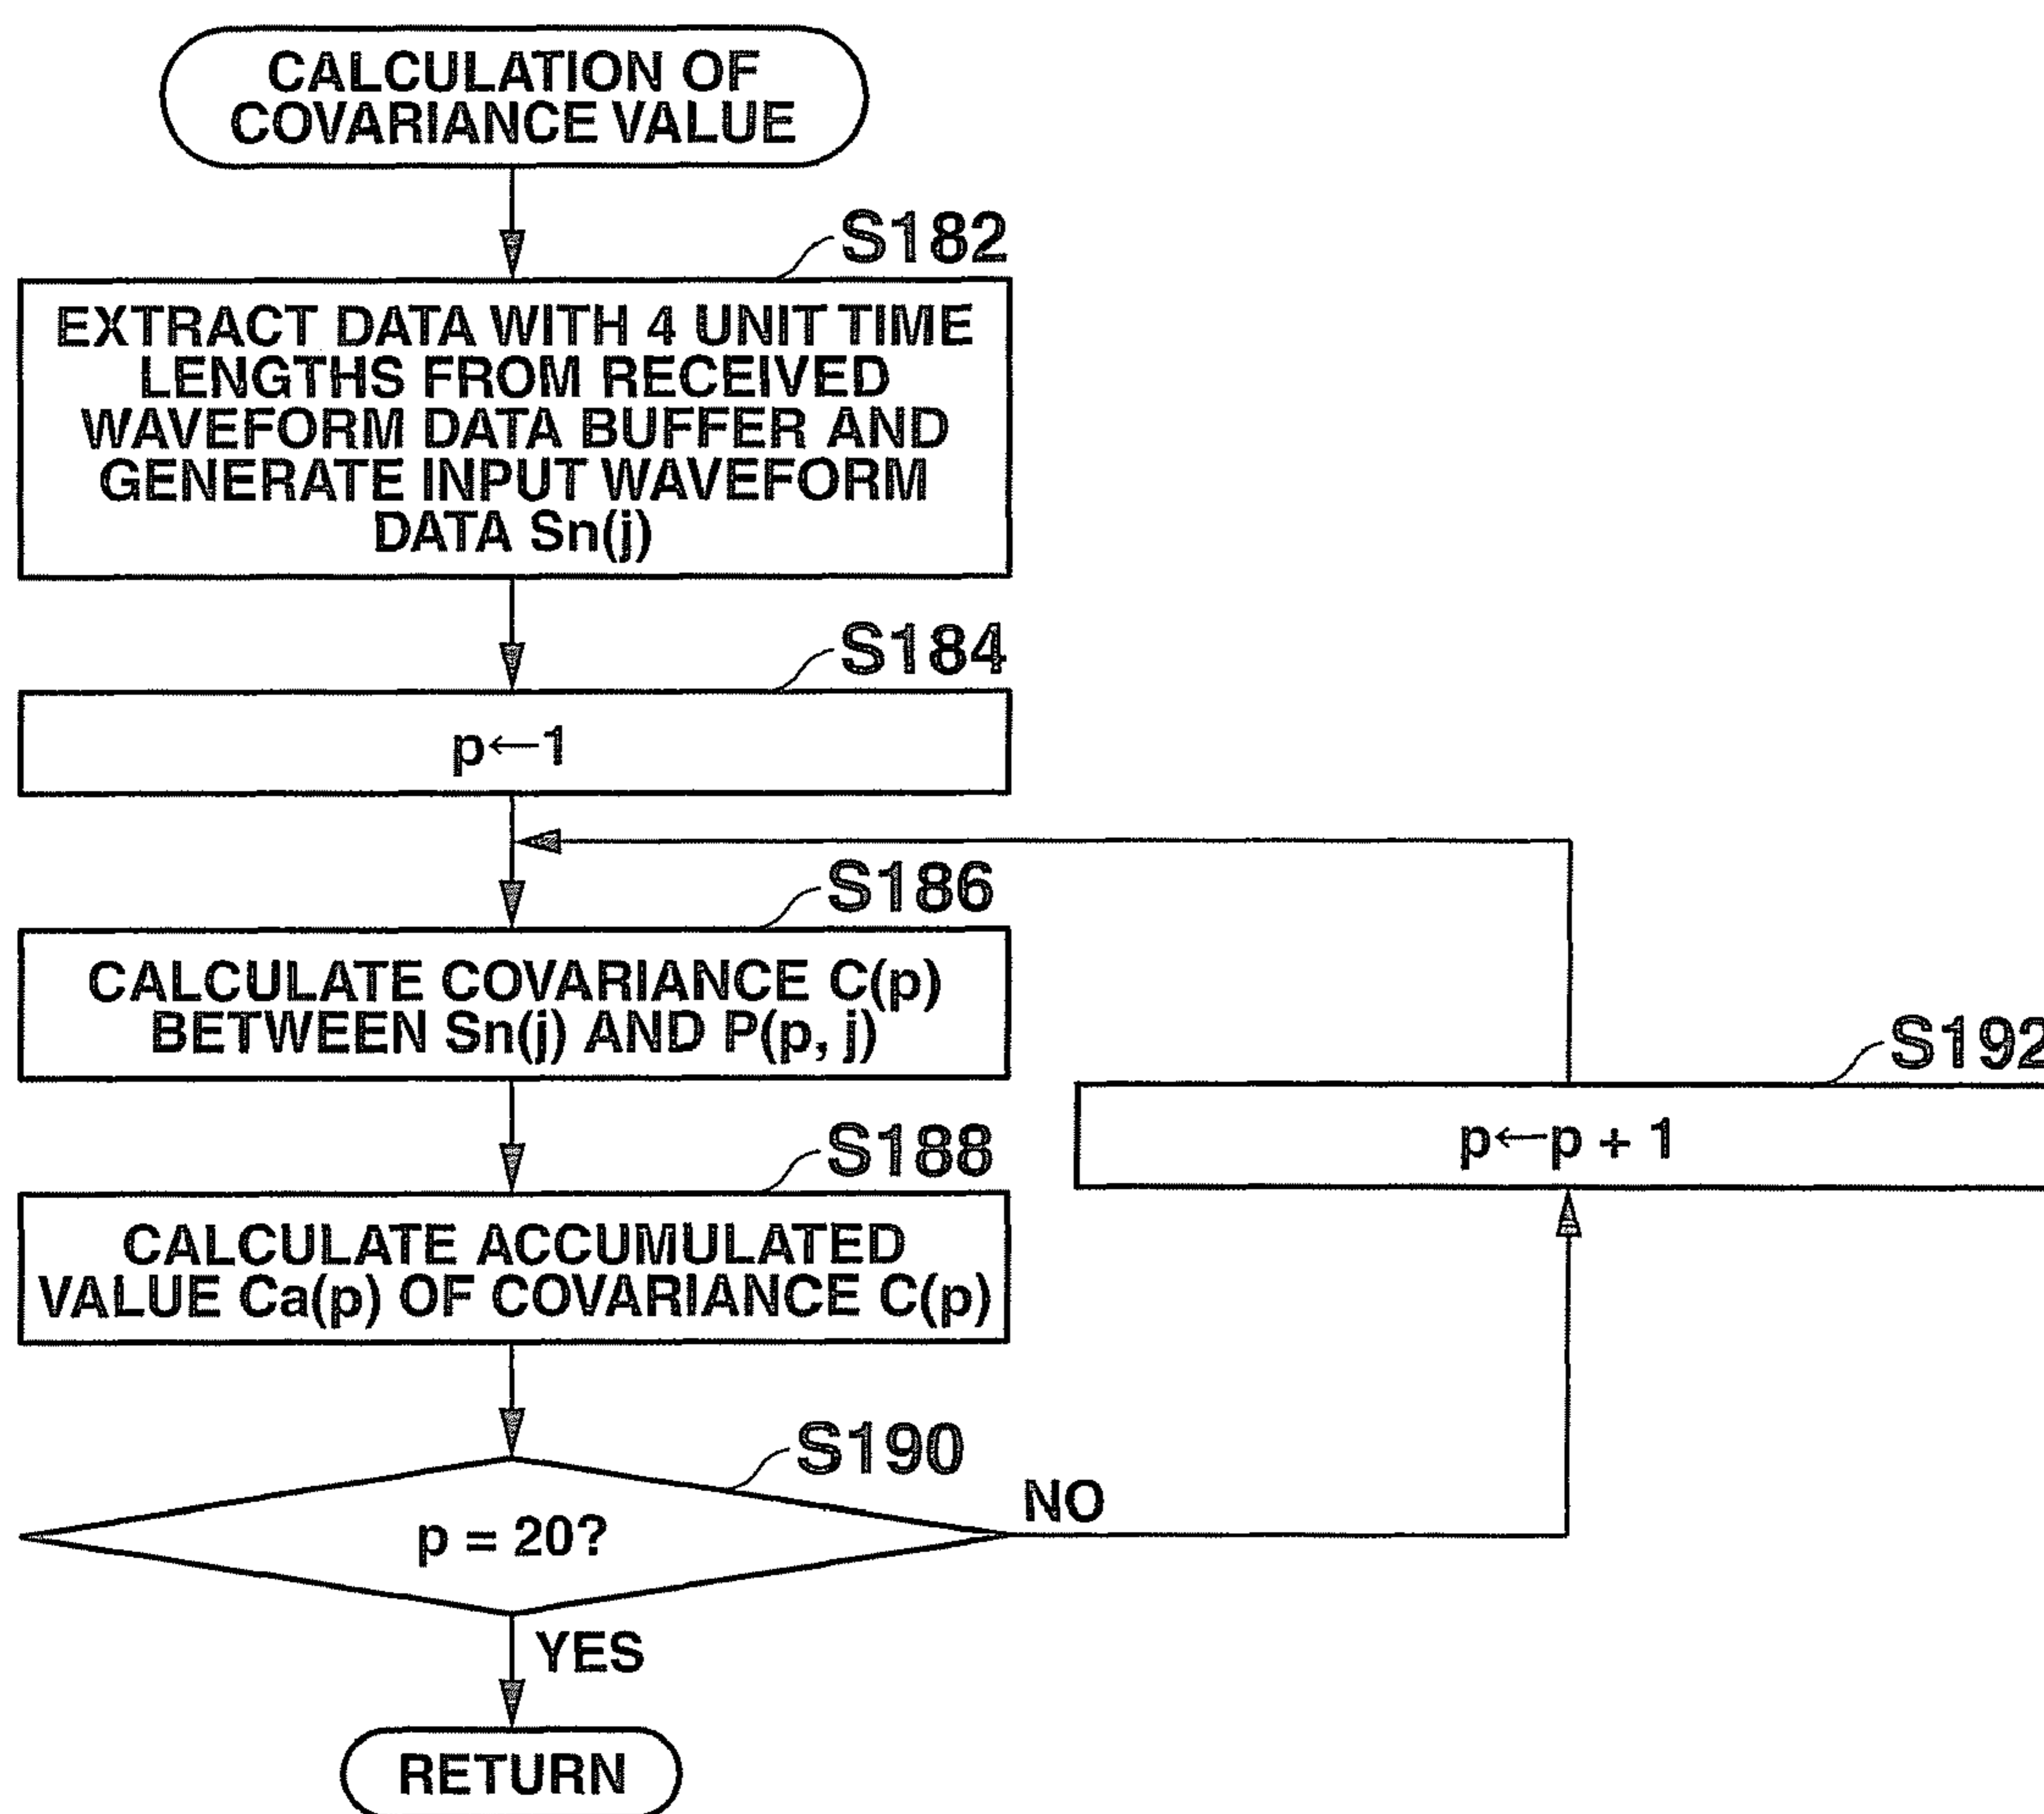 CALCULATION OF
COVARIANCE VALUE
S182
EXTRACT DATA WITH 4 UNIT TIME
LENGTHS FROM RECEIVED
WAVEFORM DATA BUFFER AND
GENERATE INPUT WAVEFORM
DATA Sn(j)
S184
p←1
S186
CALCULATE COVARIANCE C(p)
BETWEEN Sn(j) AND P(p, j)
S192
p←p + 1
S188
CALCULATE ACCUMULATED
VALUE Ca(p) OF COVARIANCE C(p)
S190
p = 20?
NO
YES
RETURN